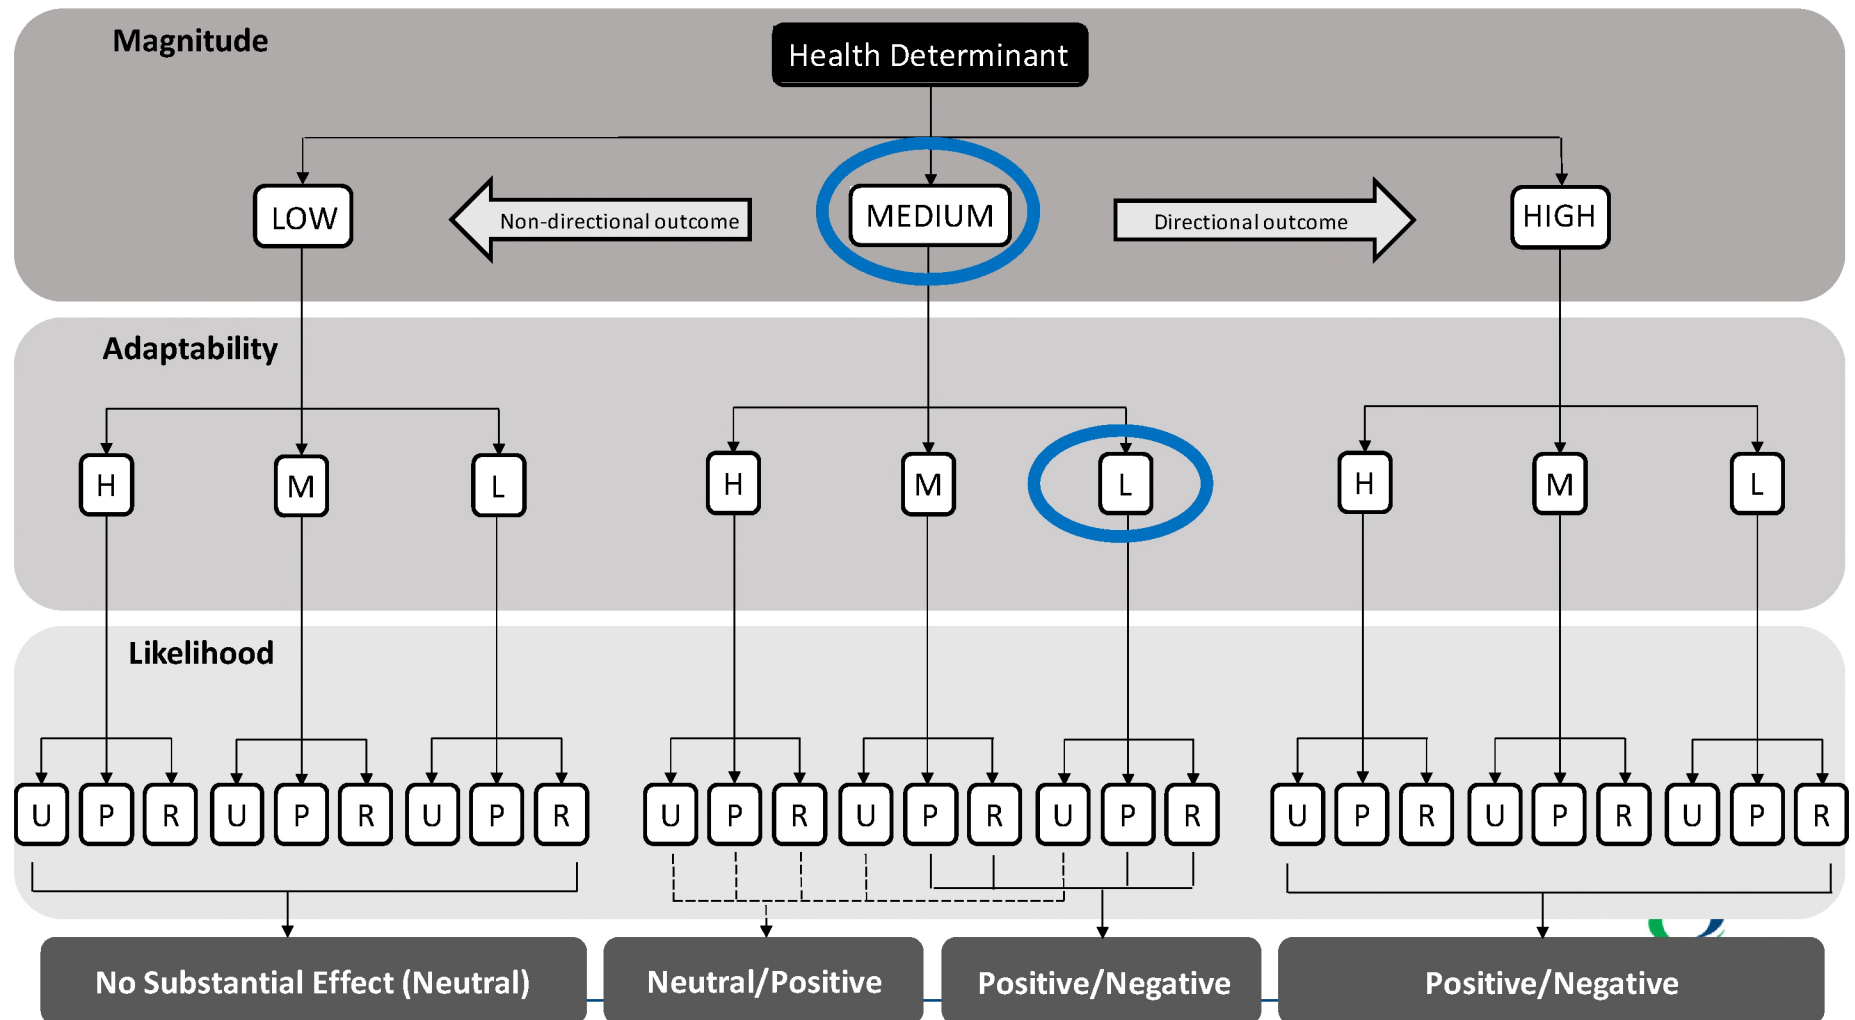 Magnitude
Health Determinant
LOW
Non-directional outcome
MEDIUM
Directional outcome
HIGH
Adaptability
H
M
L
H
M
L
H
M
L
Likelihood
U P R U P R U P R
U P R U P R U P R
U P R U P R U P R
No Substantial Effect (Neutral)
Neutral/Positive
Positive/Negative
Positive/Negative